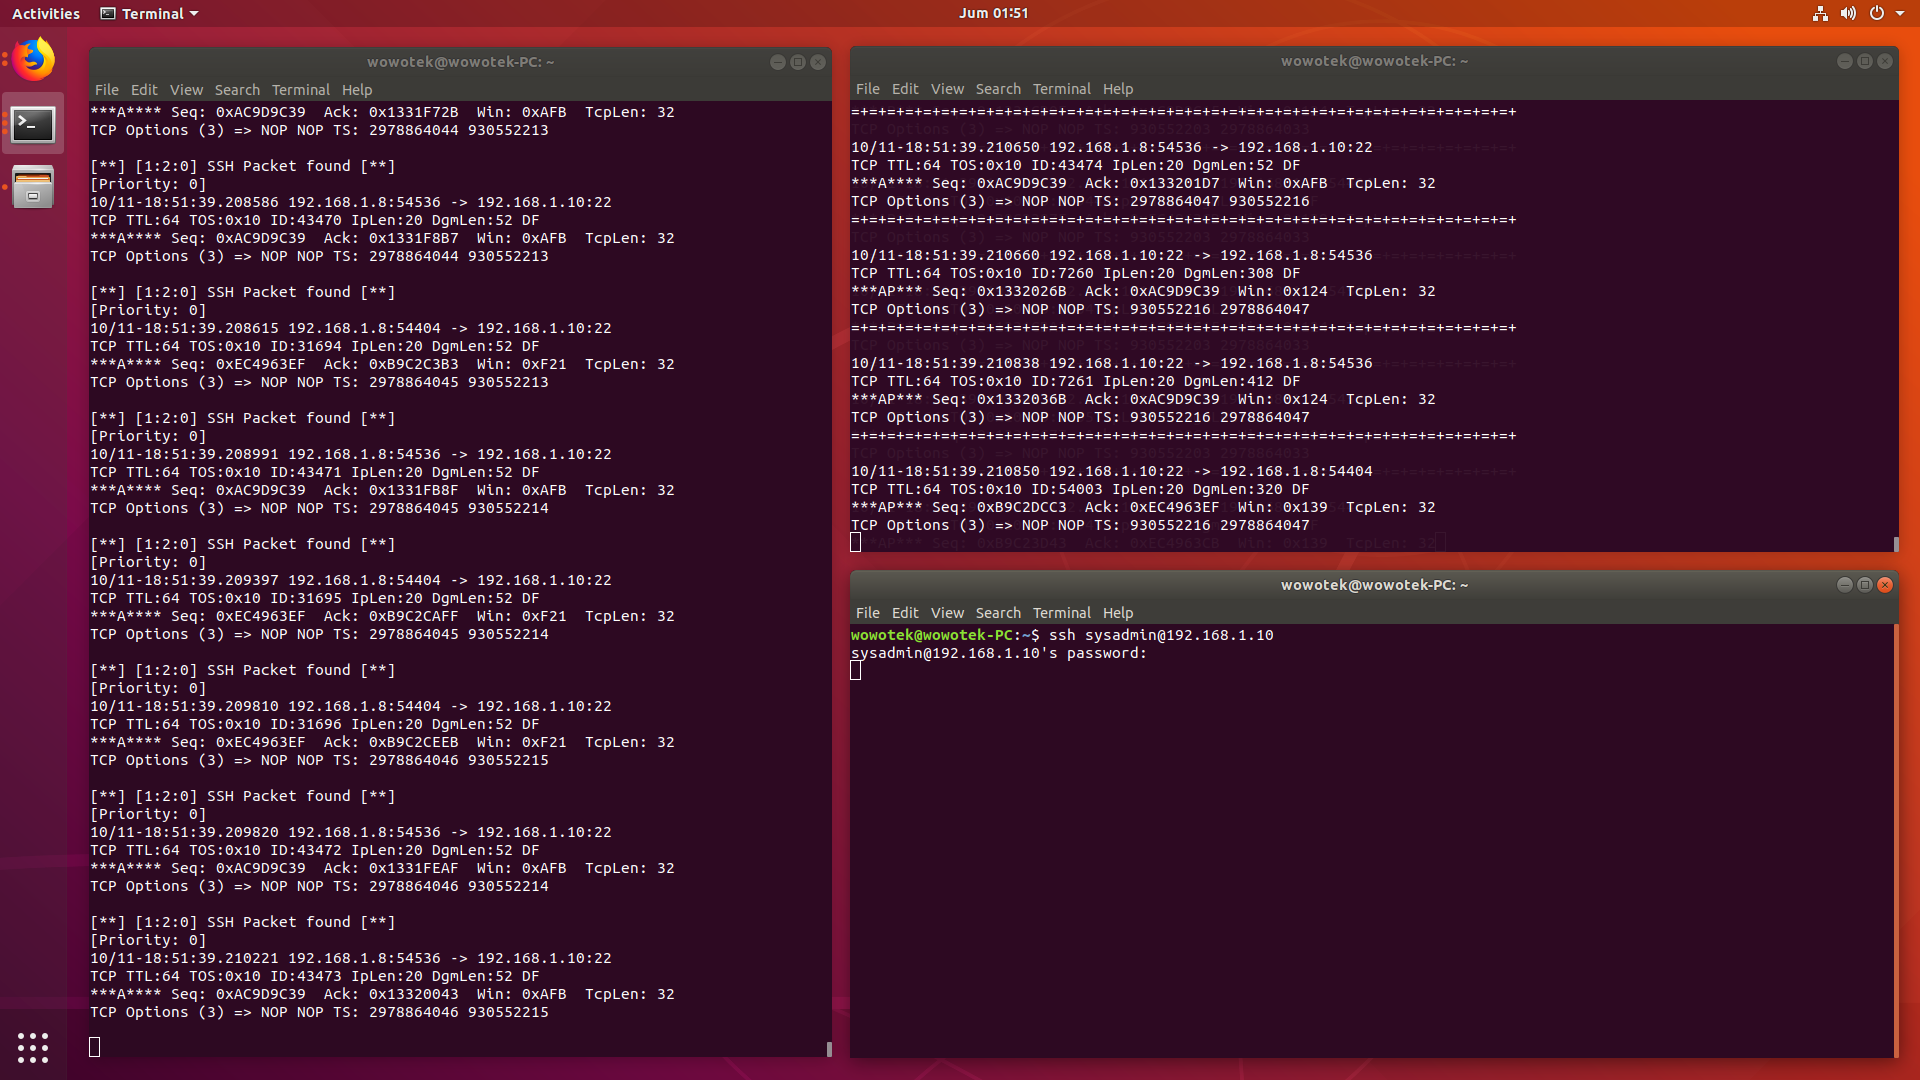 Activities Terminal Jum 01:51
wowotek@wowotek-PC: ~
File Edit View Search Terminal Help
***A**** Seq: 0xAC9D9C39  Ack: 0x1331F72B  Win: 0xAFB  TcpLen: 32
TCP Options (3) => NOP NOP TS: 2978864044 930552213
[**] [1:2:0] SSH Packet found [**]
[Priority: 0]
10/11-18:51:39.208586 192.168.1.8:54536 -> 192.168.1.10:22
TCP TTL:64 TOS:0x10 ID:43470 IpLen:20 DgmLen:52 DF
***A**** Seq: 0xAC9D9C39  Ack: 0x1331F8B7  Win: 0xAFB  TcpLen: 32
TCP Options (3) => NOP NOP TS: 2978864044 930552213
[**] [1:2:0] SSH Packet found [**]
[Priority: 0]
10/11-18:51:39.208615 192.168.1.8:54404 -> 192.168.1.10:22
TCP TTL:64 TOS:0x10 ID:31694 IpLen:20 DgmLen:52 DF
***A**** Seq: 0xEC4963EF  Ack: 0xB9C2C3B3  Win: 0xF21  TcpLen: 32
TCP Options (3) => NOP NOP TS: 2978864045 930552213
[**] [1:2:0] SSH Packet found [**]
[Priority: 0]
10/11-18:51:39.208991 192.168.1.8:54536 -> 192.168.1.10:22
TCP TTL:64 TOS:0x10 ID:43471 IpLen:20 DgmLen:52 DF
***A**** Seq: 0xAC9D9C39  Ack: 0x1331FB8F  Win: 0xAFB  TcpLen: 32
TCP Options (3) => NOP NOP TS: 2978864045 930552214
[**] [1:2:0] SSH Packet found [**]
[Priority: 0]
10/11-18:51:39.209397 192.168.1.8:54404 -> 192.168.1.10:22
TCP TTL:64 TOS:0x10 ID:31695 IpLen:20 DgmLen:52 DF
***A**** Seq: 0xEC4963EF  Ack: 0xB9C2CAFF  Win: 0xF21  TcpLen: 32
TCP Options (3) => NOP NOP TS: 2978864045 930552214
[**] [1:2:0] SSH Packet found [**]
[Priority: 0]
10/11-18:51:39.209810 192.168.1.8:54404 -> 192.168.1.10:22
TCP TTL:64 TOS:0x10 ID:31696 IpLen:20 DgmLen:52 DF
***A**** Seq: 0xEC4963EF  Ack: 0xB9C2CEEB  Win: 0xF21  TcpLen: 32
TCP Options (3) => NOP NOP TS: 2978864046 930552215
[**] [1:2:0] SSH Packet found [**]
[Priority: 0]
10/11-18:51:39.209820 192.168.1.8:54536 -> 192.168.1.10:22
TCP TTL:64 TOS:0x10 ID:43472 IpLen:20 DgmLen:52 DF
***A**** Seq: 0xAC9D9C39  Ack: 0x1331FEAF  Win: 0xAFB  TcpLen: 32
TCP Options (3) => NOP NOP TS: 2978864046 930552214
[**] [1:2:0] SSH Packet found [**]
[Priority: 0]
10/11-18:51:39.210221 192.168.1.8:54536 -> 192.168.1.10:22
TCP TTL:64 TOS:0x10 ID:43473 IpLen:20 DgmLen:52 DF
***A**** Seq: 0xAC9D9C39  Ack: 0x13320043  Win: 0xAFB  TcpLen: 32
TCP Options (3) => NOP NOP TS: 2978864046 930552215
wowotek@wowotek-PC: ~
File Edit View Search Terminal Help
=+=+=+=+=+=+=+=+=+=+=+=+=+=+=+=+=+=+=+=+=+=+=+=+=+=+=+=+=+=+=+=+=+=+=+=+=+
10/11-18:51:39.210650 192.168.1.8:54536 -> 192.168.1.10:22
TCP TTL:64 TOS:0x10 ID:43474 IpLen:20 DgmLen:52 DF
***A**** Seq: 0xAC9D9C39  Ack: 0x133201D7  Win: 0xAFB  TcpLen: 32
TCP Options (3) => NOP NOP TS: 2978864047 930552216
=+=+=+=+=+=+=+=+=+=+=+=+=+=+=+=+=+=+=+=+=+=+=+=+=+=+=+=+=+=+=+=+=+=+=+=+=+
10/11-18:51:39.210660 192.168.1.10:22 -> 192.168.1.8:54536
TCP TTL:64 TOS:0x10 ID:7260 IpLen:20 DgmLen:308 DF
***AP*** Seq: 0x1332026B  Ack: 0xAC9D9C39  Win: 0x124  TcpLen: 32
TCP Options (3) => NOP NOP TS: 930552216 2978864047
=+=+=+=+=+=+=+=+=+=+=+=+=+=+=+=+=+=+=+=+=+=+=+=+=+=+=+=+=+=+=+=+=+=+=+=+=+
10/11-18:51:39.210838 192.168.1.10:22 -> 192.168.1.8:54536
TCP TTL:64 TOS:0x10 ID:7261 IpLen:20 DgmLen:412 DF
***AP*** Seq: 0x1332036B  Ack: 0xAC9D9C39  Win: 0x124  TcpLen: 32
TCP Options (3) => NOP NOP TS: 930552216 2978864047
=+=+=+=+=+=+=+=+=+=+=+=+=+=+=+=+=+=+=+=+=+=+=+=+=+=+=+=+=+=+=+=+=+=+=+=+=+
10/11-18:51:39.210850 192.168.1.10:22 -> 192.168.1.8:54404
TCP TTL:64 TOS:0x10 ID:54003 IpLen:20 DgmLen:320 DF
***AP*** Seq: 0xB9C2DCC3  Ack: 0xEC4963EF  Win: 0x139  TcpLen: 32
TCP Options (3) => NOP NOP TS: 930552216 2978864047
wowotek@wowotek-PC: ~
File Edit View Search Terminal Help
wowotek@wowotek-PC:~$ ssh sysadmin@192.168.1.10
sysadmin@192.168.1.10's password: